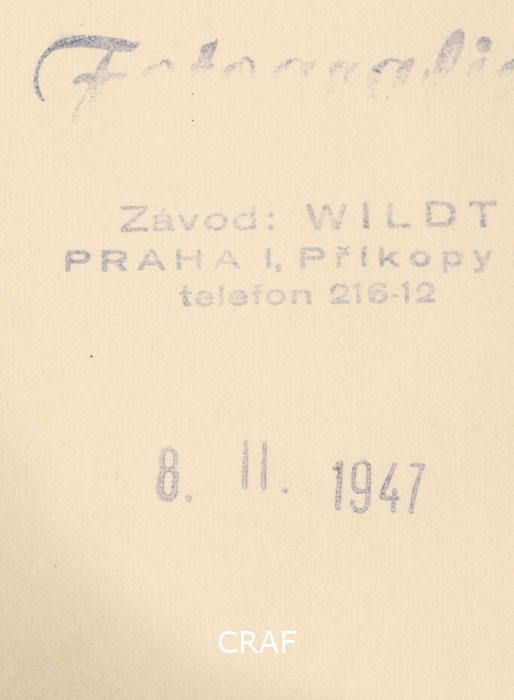 Závod: WILDT
PRAHA I, Příkopy
telefon 216-12
8. II. 1947
CRAF